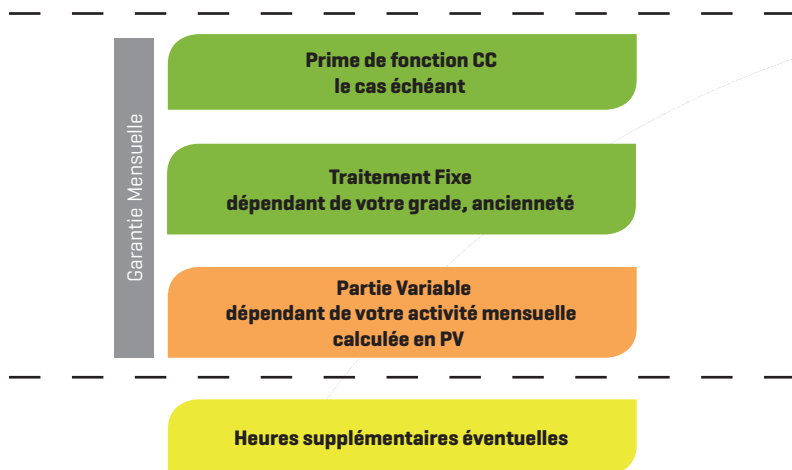 Garantie Mensuelle
Prime de fonction CC
le cas échéant
Traitement Fixe
dépendant de votre grade, ancienneté
Partie Variable
dépendant de votre activité mensuelle
calculée en PV
Heures supplémentaires éventuelles